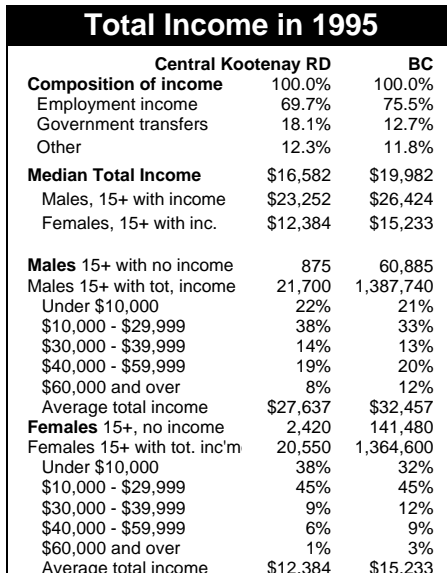 Total Income in 1995
Central Kootenay RD BC
Composition of income 100.0% 100.0%
Employment income 69.7% 75.5%
Government transfers 18.1% 12.7%
Other 12.3% 11.8%
Median Total Income $16,582 $19,982
Males, 15+ with income $23,252 $26,424
Females, 15+ with inc. $12,384 $15,233
Males 15+ with no income 875 60,885
Males 15+ with tot, income 21,700 1,387,740
Under $10,000 22% 21%
$10,000 - $29,999 38% 33%
$30,000 - $39,999 14% 13%
$40,000 - $59,999 19% 20%
$60,000 and over 8% 12%
Average total income $27,637 $32,457
Females 15+, no income 2,420 141,480
Females 15+ with tot. inc'm 20,550 1,364,600
Under $10,000 38% 32%
$10,000 - $29,999 45% 45%
$30,000 - $39,999 9% 12%
$40,000 - $59,999 6% 9%
$60,000 and over 1% 3%
Average total income $12,384 $15,233